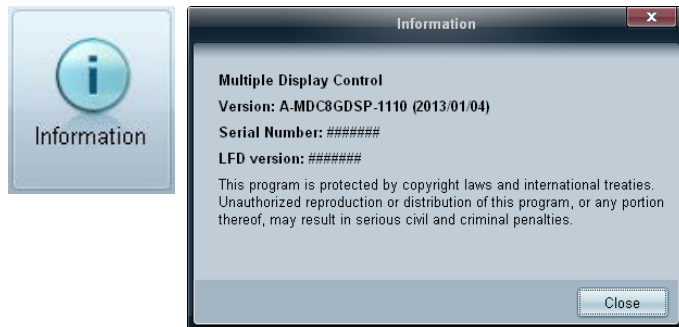 Information
Information
Multiple Display Control
Version: A-MDC8GDSP-1110 (2013/01/04)
Serial Number: #######
LFD version: #######
This program is protected by copyright laws and international treaties.
Unauthorized reproduction or distribution of this program, or any portion
thereof, may result in serious civil and criminal penalties.
Close